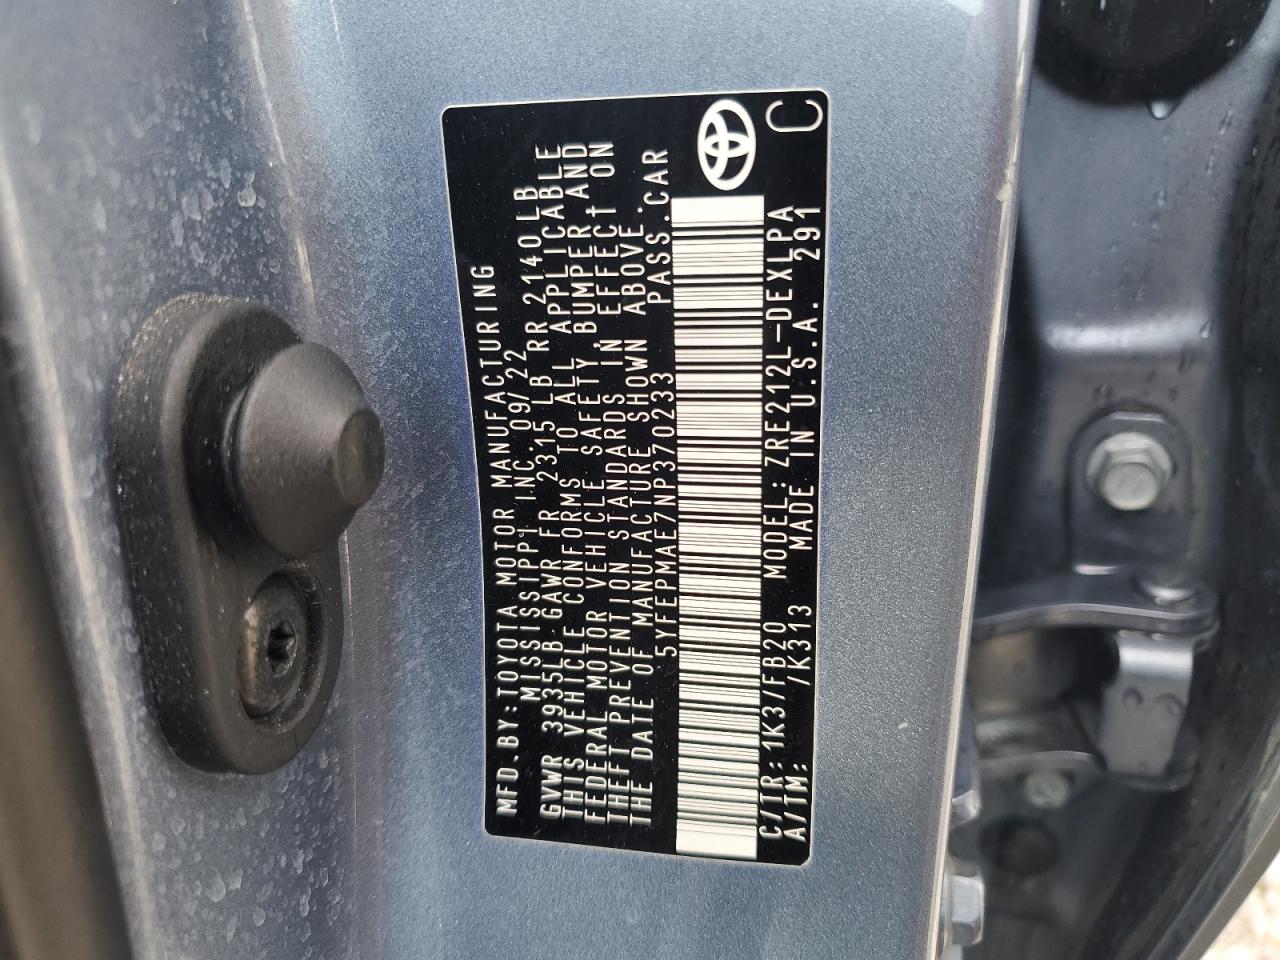 MFD.BY:TOYOTA MOTOR MANUFACTURING
MISSISSIPPI INC. 09/22
GVWR 3935LB GAWR FR 2315 LB RR 2140LB
THIS VEHICLE CONFORMS TO ALL APPLICABLE
FEDERAL MOTOR VEHICLE SAFETY, BUMPER AND
THEFT PREVENTION STANDARDS IN EFFECT ON
THE DATE OF MANUFACTURE SHOWN ABOVE.
5YFEPMAE7NP370233 PASS.CAR
C/TR: 1K3/FB20 MODEL: ZRE212L-DEXLPA
A/TM: /K313 MADE IN U.S.A. 291
C